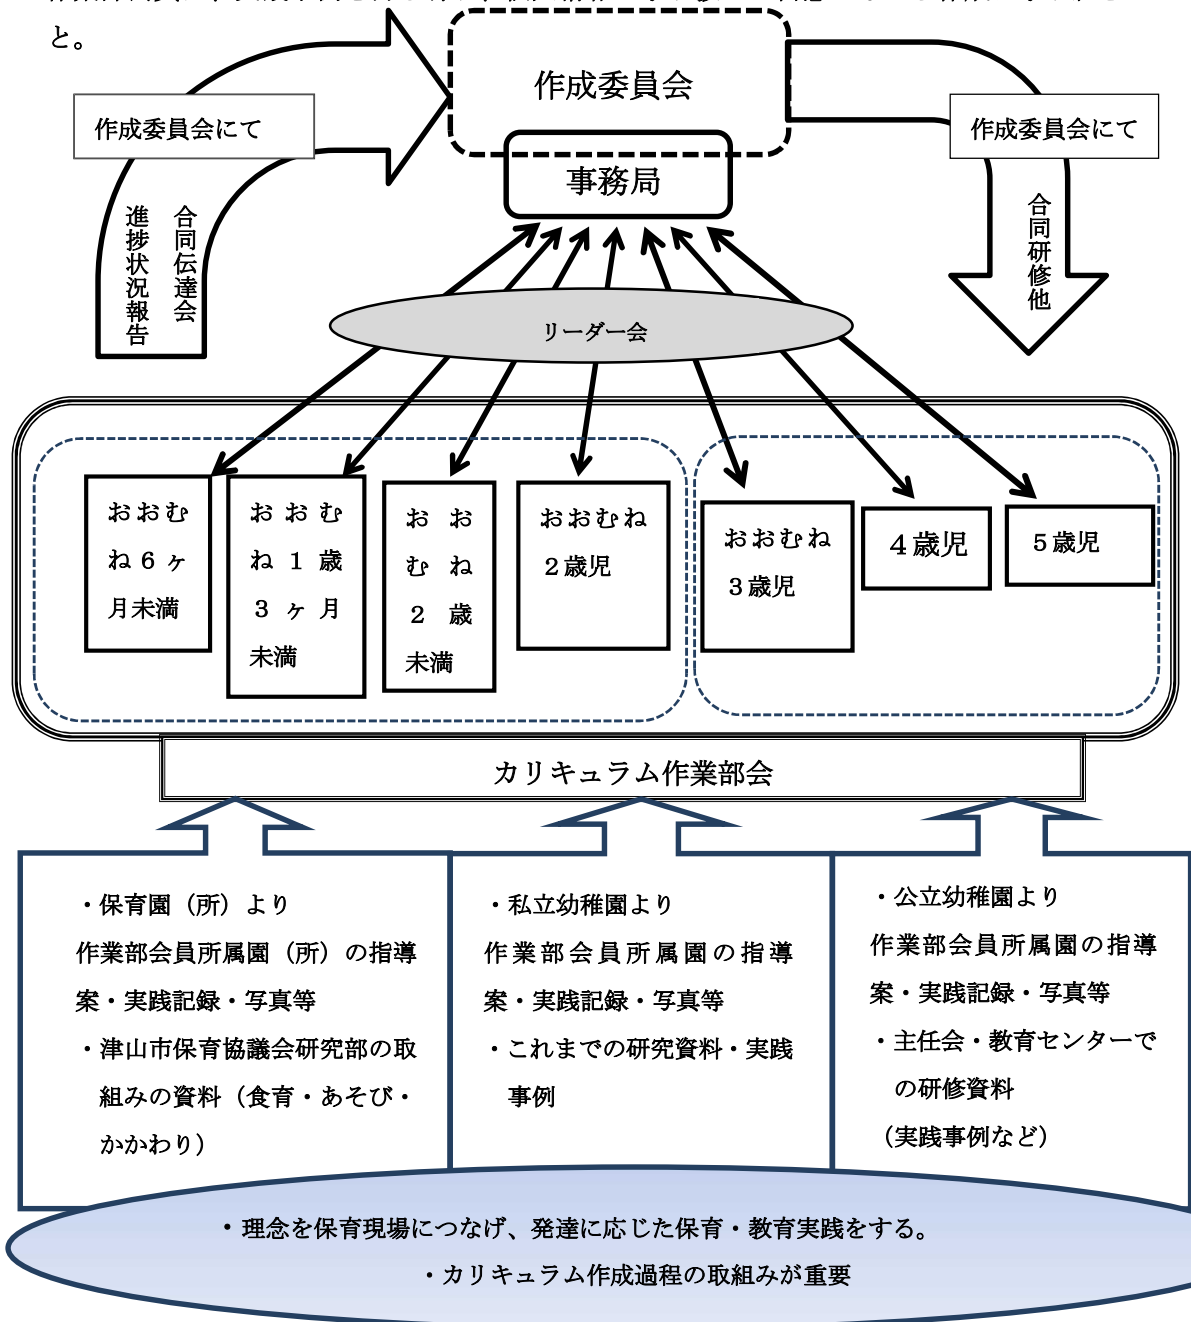 と。
作成委員会
作成委員会にて
作成委員会にて
事務局
合同伝達会
進捗状況報告
合同研修他
リーダー会
おおむ
ね６ヶ
月未満
おおむ
ね１歳
３ヶ月
未満
おお
むね
２歳
未満
おおむね
２歳児
おおむね
３歳児
４歳児
５歳児
カリキュラム作業部会
・保育園（所）より
作業部会員所属園（所）の指導
案・実践記録・写真等
・津山市保育協議会研究部の取
組みの資料（食育・あそび・
かかわり）
・私立幼稚園より
作業部会員所属園の指導
案・実践記録・写真等
・これまでの研究資料・実践
事例
・公立幼稚園より
作業部会員所属園の指導
案・実践記録・写真等
・主任会・教育センターで
の研修資料
（実践事例など）
・理念を保育現場につなげ、発達に応じた保育・教育実践をする。
・カリキュラム作成過程の取組みが重要